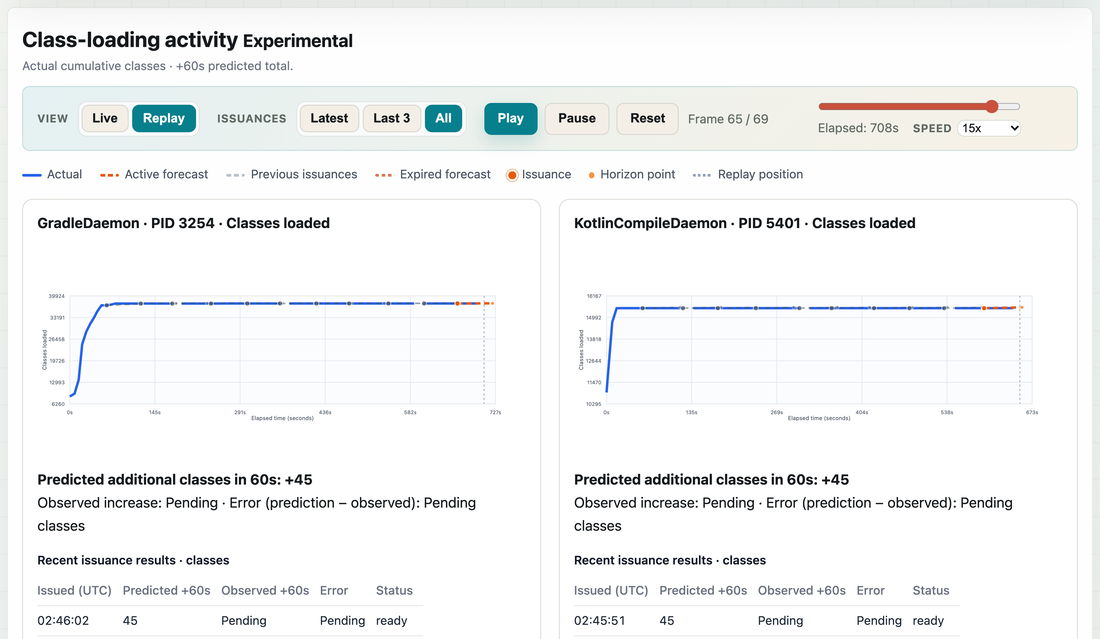 Class-loading activity Experimental
Actual cumulative classes · +60s predicted total.
VIEW Live Replay ISSUANCES Latest Last 3 All Play Pause Reset Frame 65 / 69
Elapsed: 708s SPEED 15x
Actual Active forecast Previous issuances Expired forecast Issuance Horizon point Replay position
GradleDaemon · PID 3254 · Classes loaded
39924
33191
26458
19726
12993
6260
Classes loaded
0s 145s 291s 436s 582s 727s
Elapsed time (seconds)
Predicted additional classes in 60s: +45
Observed increase: Pending · Error (prediction − observed): Pending
classes
Recent issuance results · classes
Issued (UTC) Predicted +60s Observed +60s Error Status
02:46:02 45 Pending Pending ready
KotlinCompileDaemon · PID 5401 · Classes loaded
16167
14992
13818
12644
11470
10295
Classes loaded
0s 135s 269s 404s 538s 673s
Elapsed time (seconds)
Predicted additional classes in 60s: +45
Observed increase: Pending · Error (prediction − observed): Pending
classes
Recent issuance results · classes
Issued (UTC) Predicted +60s Observed +60s Error Status
02:45:51 45 Pending Pending ready